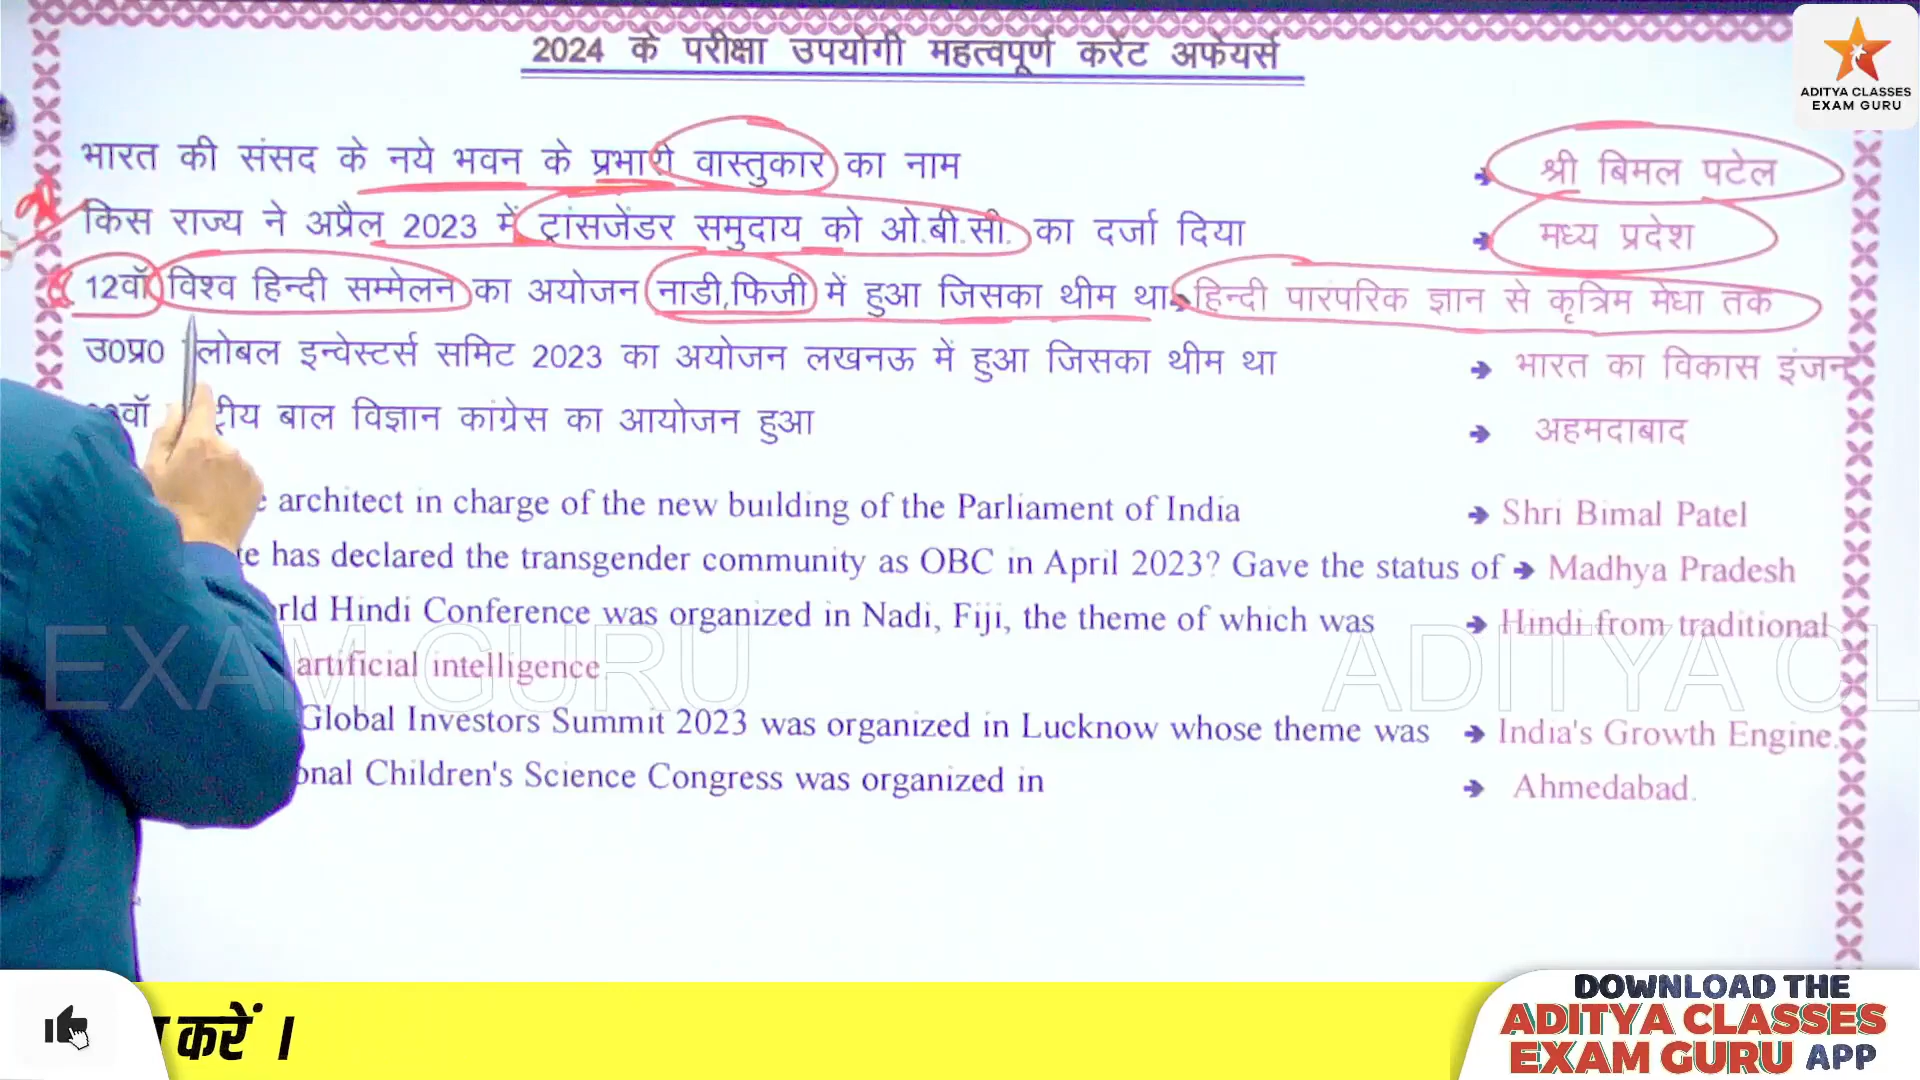 2024 के परीक्षा उपयोगी महत्वपूर्ण करेंट अफेयर्स
ADITYA CLASSES
EXAM GURU
भारत की संसद के नये भवन के प्रभारी वास्तुकार का नाम → श्री बिमल पटेल
किस राज्य ने अप्रैल 2023 में ट्रांसजेंडर समुदाय को ओ.बी.सी. का दर्जा दिया → मध्य प्रदेश
12वॉ विश्व हिन्दी सम्मेलन का अयोजन नाडी,फिजी में हुआ जिसका थीम था → हिन्दी पारंपरिक ज्ञान से कृत्रिम मेधा तक
उ0प्र0 लोबल इन्वेस्टर्स समिट 2023 का अयोजन लखनऊ में हुआ जिसका थीम था → भारत का विकास इंजन
वॉ बाल विज्ञान कांग्रेस का आयोजन हुआ → अहमदाबाद
architect in charge of the new building of the Parliament of India → Shri Bimal Patel
has declared the transgender community as OBC in April 2023? Gave the status of → Madhya Pradesh
rld Hindi Conference was organized in Nadi, Fiji, the theme of which was → Hindi from traditional
artificial intelligence.
EXAM GURU ADITYA CL
Global Investors Summit 2023 was organized in Lucknow whose theme was → India's Growth Engine.
onal Children's Science Congress was organized in → Ahmedabad.
करें ।
DOWNLOAD THE
ADITYA CLASSES
EXAM GURU APP